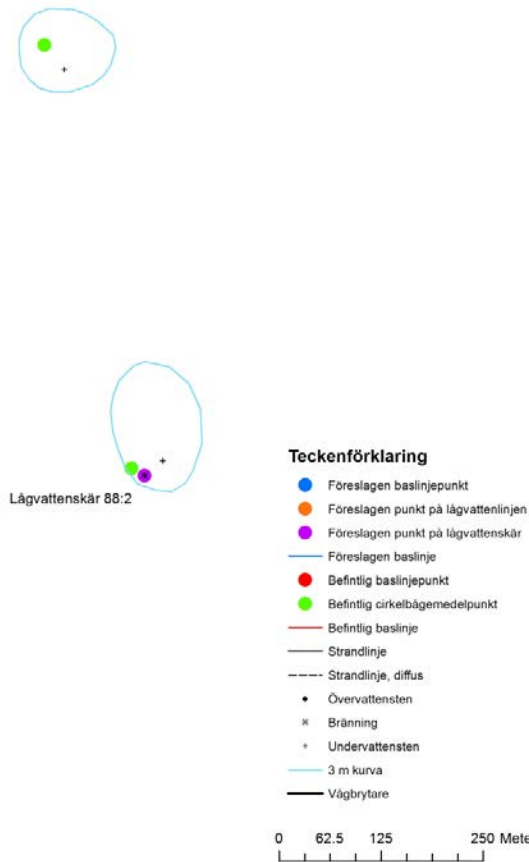 Lågvattenskär 88:2
Teckenförklaring
Föreslagen baslinjepunkt
Föreslagen punkt på lågvattenlinjen
Föreslagen punkt på lågvattenskär
Föreslagen baslinje
Befintlig baslinjepunkt
Befintlig cirkelbågemedelpunkt
Befintlig baslinje
Strandlinje
Strandlinje, diffus
Övervattensten
Bränning
Undervattensten
3 m kurva
Vågbrytare
0 62.5 125 250 Mete